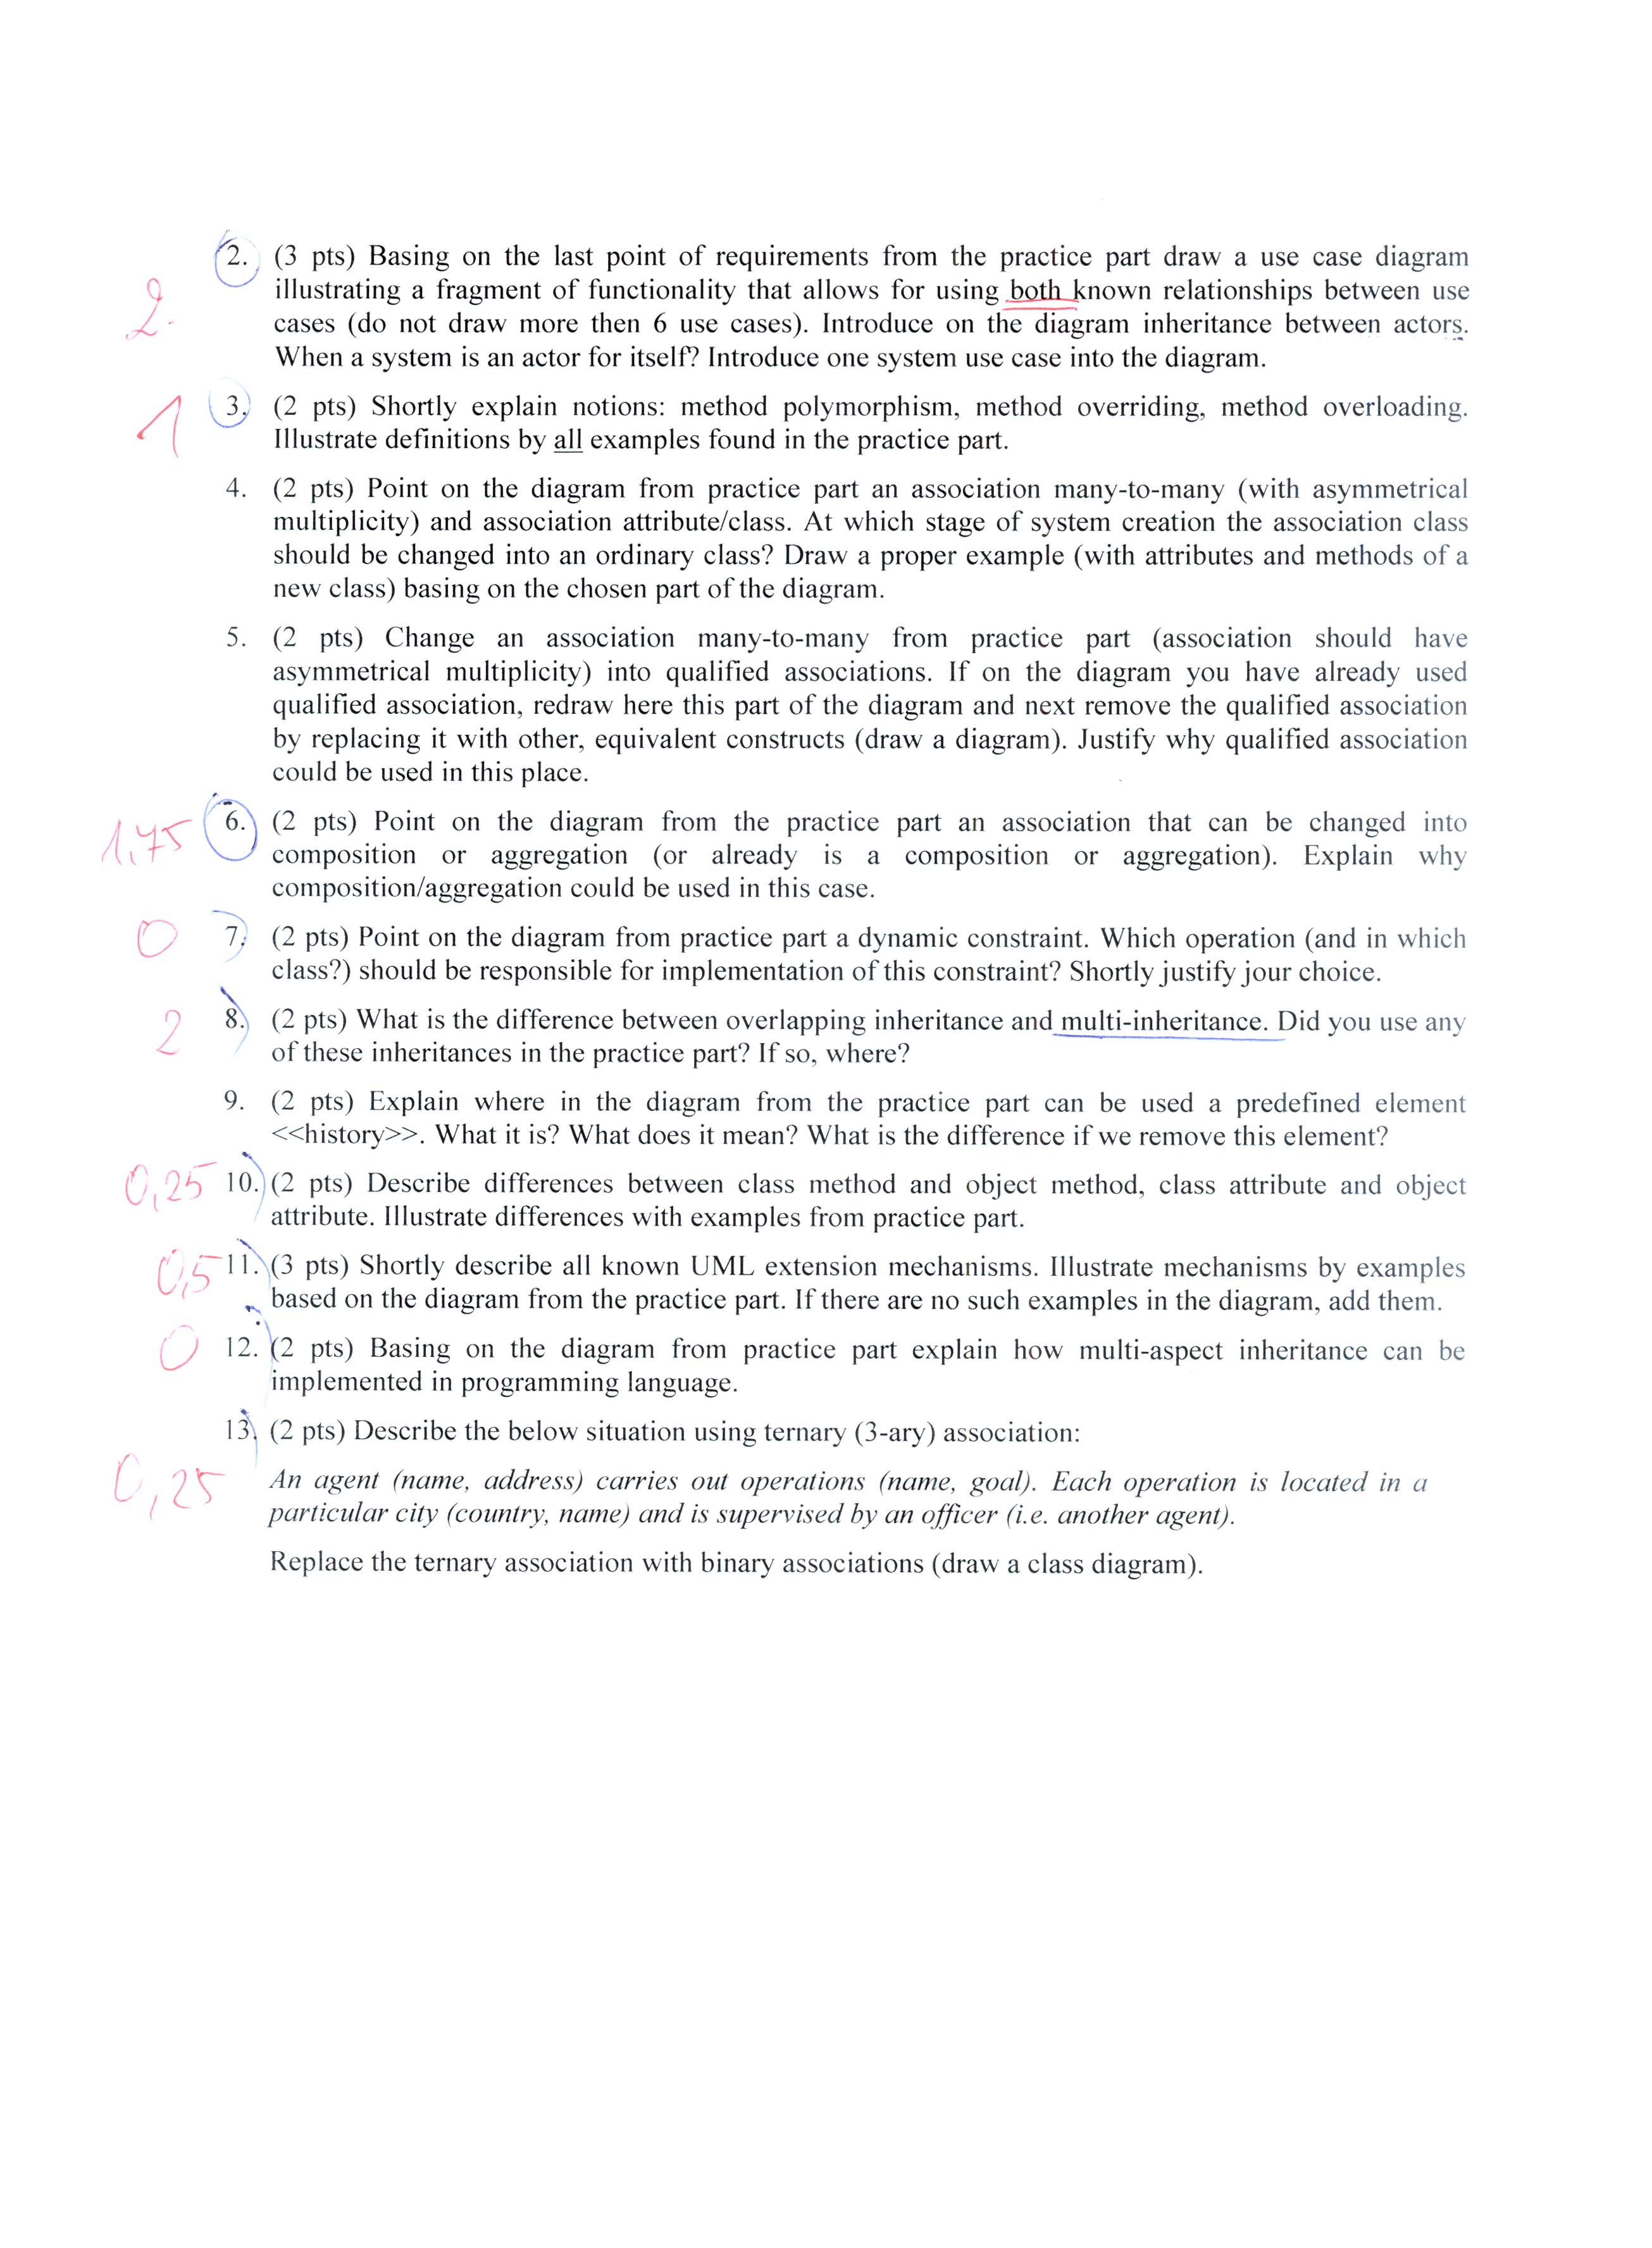 2. (3 pts) Basing on the last point of requirements from the practice part draw a use case diagram
illustrating a fragment of functionality that allows for using both known relationships between use
2. cases (do not draw more then 6 use cases). Introduce on the diagram inheritance between actors.
When a system is an actor for itself? Introduce one system use case into the diagram.
1 3. (2 pts) Shortly explain notions: method polymorphism, method overriding, method overloading.
Illustrate definitions by all examples found in the practice part.
4. (2 pts) Point on the diagram from practice part an association many-to-many (with asymmetrical
multiplicity) and association attribute/class. At which stage of system creation the association class
should be changed into an ordinary class? Draw a proper example (with attributes and methods of a
new class) basing on the chosen part of the diagram.
5. (2 pts) Change an association many-to-many from practice part (association should have
asymmetrical multiplicity) into qualified associations. If on the diagram you have already used
qualified association, redraw here this part of the diagram and next remove the qualified association
by replacing it with other, equivalent constructs (draw a diagram). Justify why qualified association
could be used in this place.
1,75 6. (2 pts) Point on the diagram from the practice part an association that can be changed into
composition or aggregation (or already is a composition or aggregation). Explain why
composition/aggregation could be used in this case.
0 7. (2 pts) Point on the diagram from practice part a dynamic constraint. Which operation (and in which
class?) should be responsible for implementation of this constraint? Shortly justify jour choice.
2 8. (2 pts) What is the difference between overlapping inheritance and multi-inheritance. Did you use any
of these inheritances in the practice part? If so, where?
9. (2 pts) Explain where in the diagram from the practice part can be used a predefined element
<<history>>. What it is? What does it mean? What is the difference if we remove this element?
0,25 10. (2 pts) Describe differences between class method and object method, class attribute and object
attribute. Illustrate differences with examples from practice part.
0,5 11. (3 pts) Shortly describe all known UML extension mechanisms. Illustrate mechanisms by examples
based on the diagram from the practice part. If there are no such examples in the diagram, add them.
0 12. (2 pts) Basing on the diagram from practice part explain how multi-aspect inheritance can be
implemented in programming language.
13. (2 pts) Describe the below situation using ternary (3-ary) association:
0,25 An agent (name, address) carries out operations (name, goal). Each operation is located in a
particular city (country, name) and is supervised by an officer (i.e. another agent).
Replace the ternary association with binary associations (draw a class diagram).